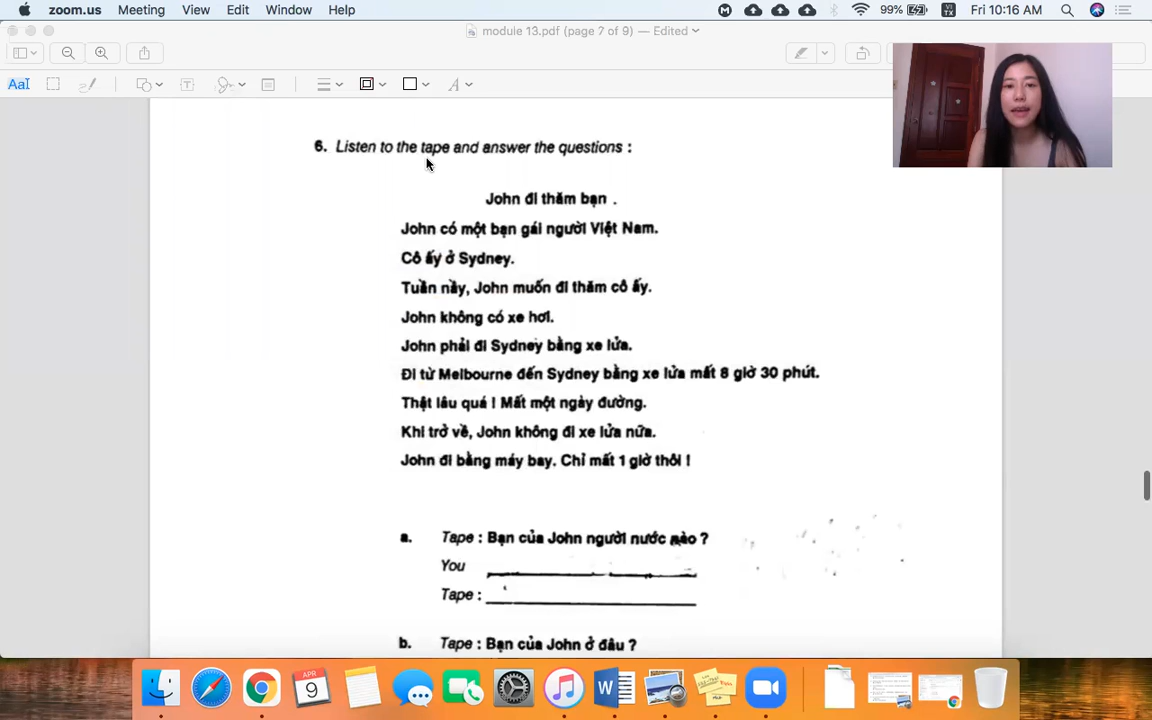 zoom.us Meeting View Edit Window Help 99% VI TX Fri 10:16 AM
module 13.pdf (page 7 of 9) — Edited
AaI T A
6. Listen to the tape and answer the questions :
John đi thăm bạn .
John có một bạn gái người Việt Nam.
Cô ấy ở Sydney.
Tuần này, John muốn đi thăm cô ấy.
John không có xe hơi.
John phải đi Sydney bằng xe lửa.
Đi từ Melbourne đến Sydney bằng xe lửa mất 8 giờ 30 phút.
Thật lâu quá ! Mất một ngày đường.
Khi trở về, John không đi xe lửa nữa.
John đi bằng máy bay. Chỉ mất 1 giờ thôi !
a. Tape : Bạn của John người nước nào ?
You
Tape :
b. Tape : Bạn của John ở đâu ?
APR
9
W